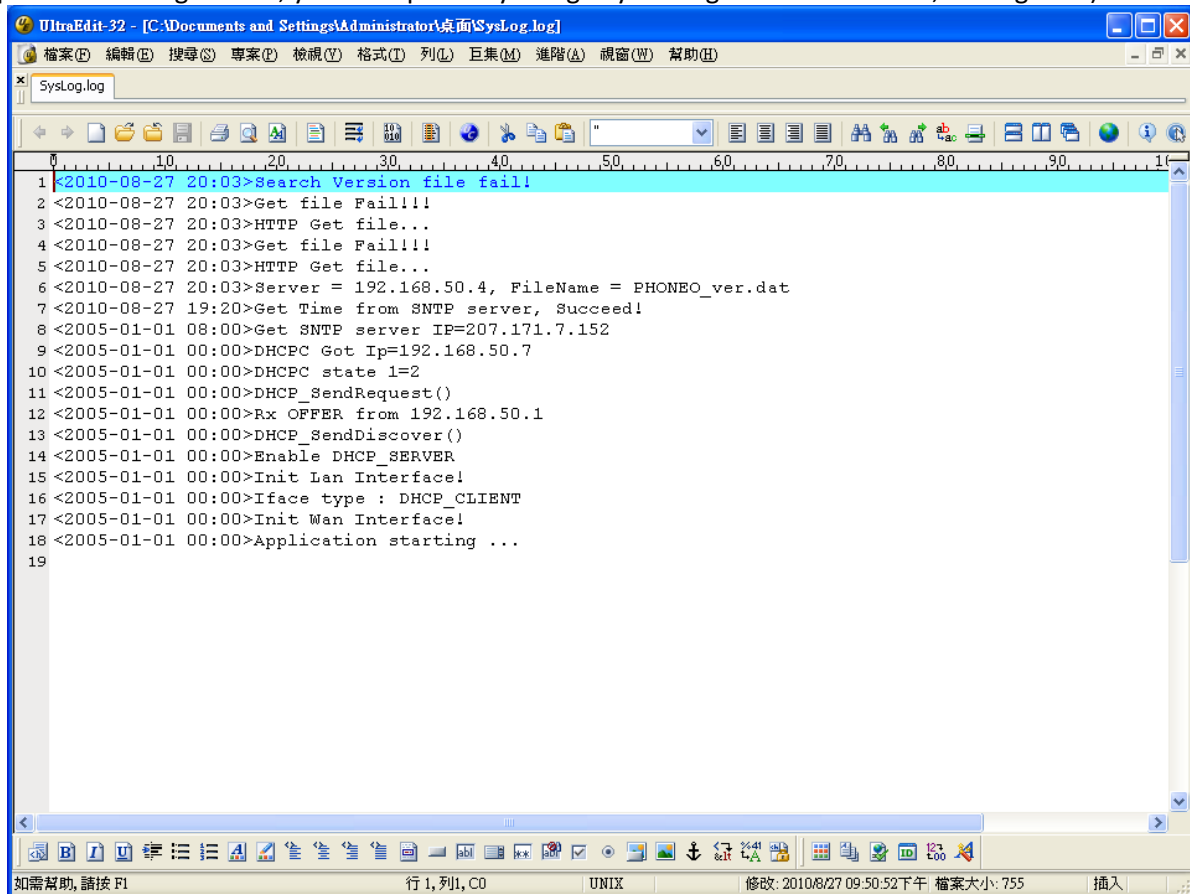 UltraEdit-32 - [C:\Documents and Settings\Administrator\桌面\SysLog.log]
檔案(F) 編輯(E) 搜尋(S) 專案(P) 檢視(V) 格式(T) 列(L) 巨集(M) 進階(A) 視窗(W) 幫助(H)
SysLog.log
"
0 10 20 30 40 50 60 70 80 90
1 <2010-08-27 20:03>Search Version file fail!
2 <2010-08-27 20:03>Get file Fail!!!
3 <2010-08-27 20:03>HTTP Get file...
4 <2010-08-27 20:03>Get file Fail!!!
5 <2010-08-27 20:03>HTTP Get file...
6 <2010-08-27 20:03>Server = 192.168.50.4, FileName = PHONEO_ver.dat
7 <2010-08-27 19:20>Get Time from SNTP server, Succeed!
8 <2005-01-01 08:00>Get SNTP server IP=207.171.7.152
9 <2005-01-01 00:00>DHCPC Got Ip=192.168.50.7
10 <2005-01-01 00:00>DHCPC state 1=2
11 <2005-01-01 00:00>DHCP_SendRequest()
12 <2005-01-01 00:00>Rx OFFER from 192.168.50.1
13 <2005-01-01 00:00>DHCP_SendDiscover()
14 <2005-01-01 00:00>Enable DHCP_SERVER
15 <2005-01-01 00:00>Init Lan Interface!
16 <2005-01-01 00:00>Iface type : DHCP_CLIENT
17 <2005-01-01 00:00>Init Wan Interface!
18 <2005-01-01 00:00>Application starting ...
19
如需幫助, 請按 F1 行 1, 列1, C0 UNIX 修改: 2010/8/27 09:50:52下午 檔案大小: 755 插入